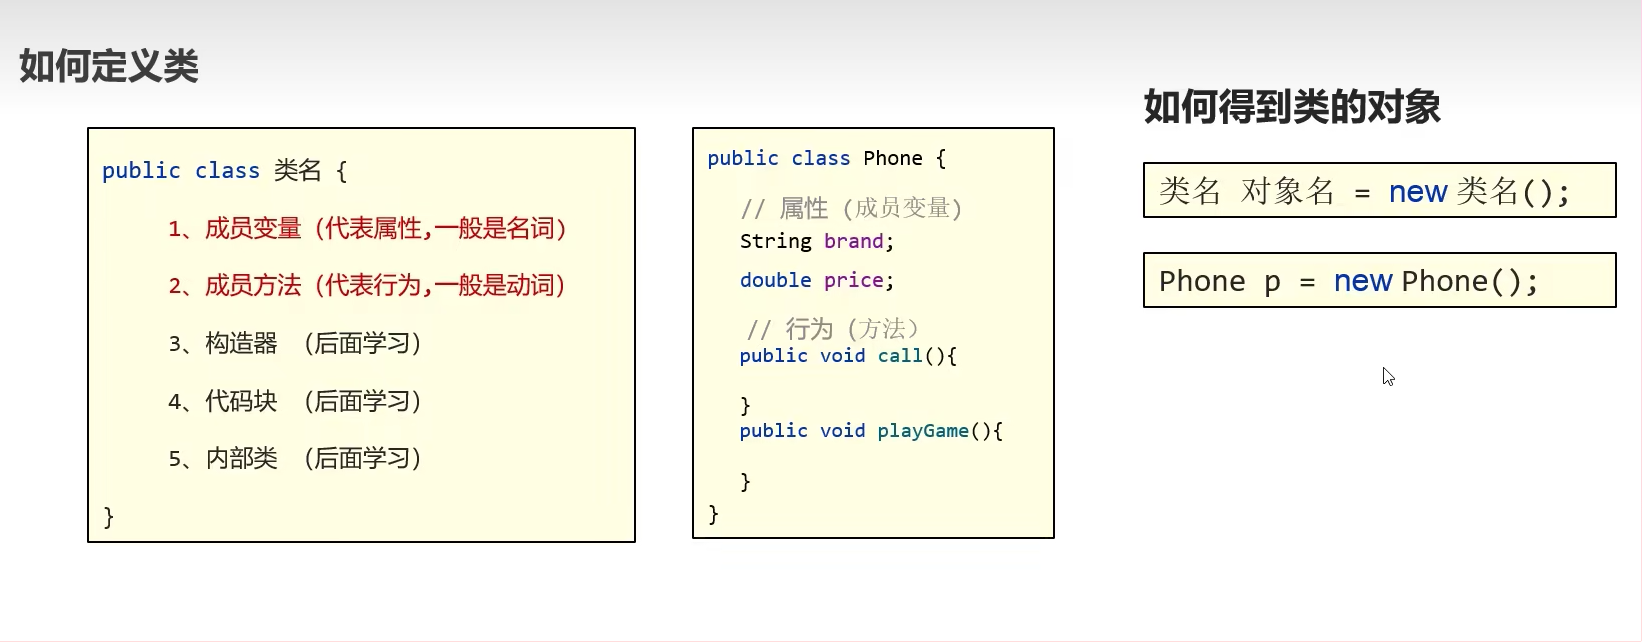 如何定义类
public class 类名 {
1、成员变量（代表属性,一般是名词）
2、成员方法（代表行为,一般是动词）
3、构造器 （后面学习）
4、代码块 （后面学习）
5、内部类 （后面学习）
}
public class Phone {
// 属性（成员变量）
String brand;
double price;
// 行为（方法）
public void call(){
}
public void playGame(){
}
}
如何得到类的对象
类名 对象名 = new 类名();
Phone p = new Phone();